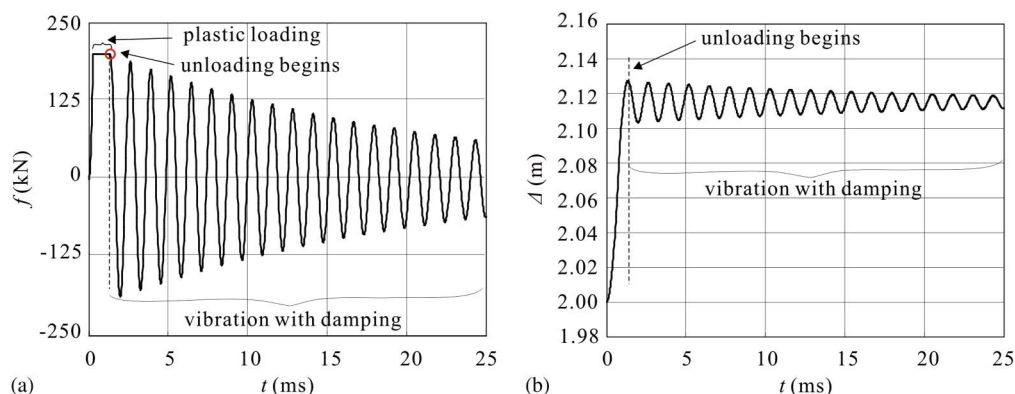 250
125
0
-125
-250
f (kN)
plastic loading
unloading begins
vibration with damping
0 5 10 15 20 25
t (ms)
(a)
2.16
2.14
2.12
2.10
2.08
2.06
2.04
2.02
2.00
1.98
Δ (m)
unloading begins
vibration with damping
0 5 10 15 20 25
t (ms)
(b)